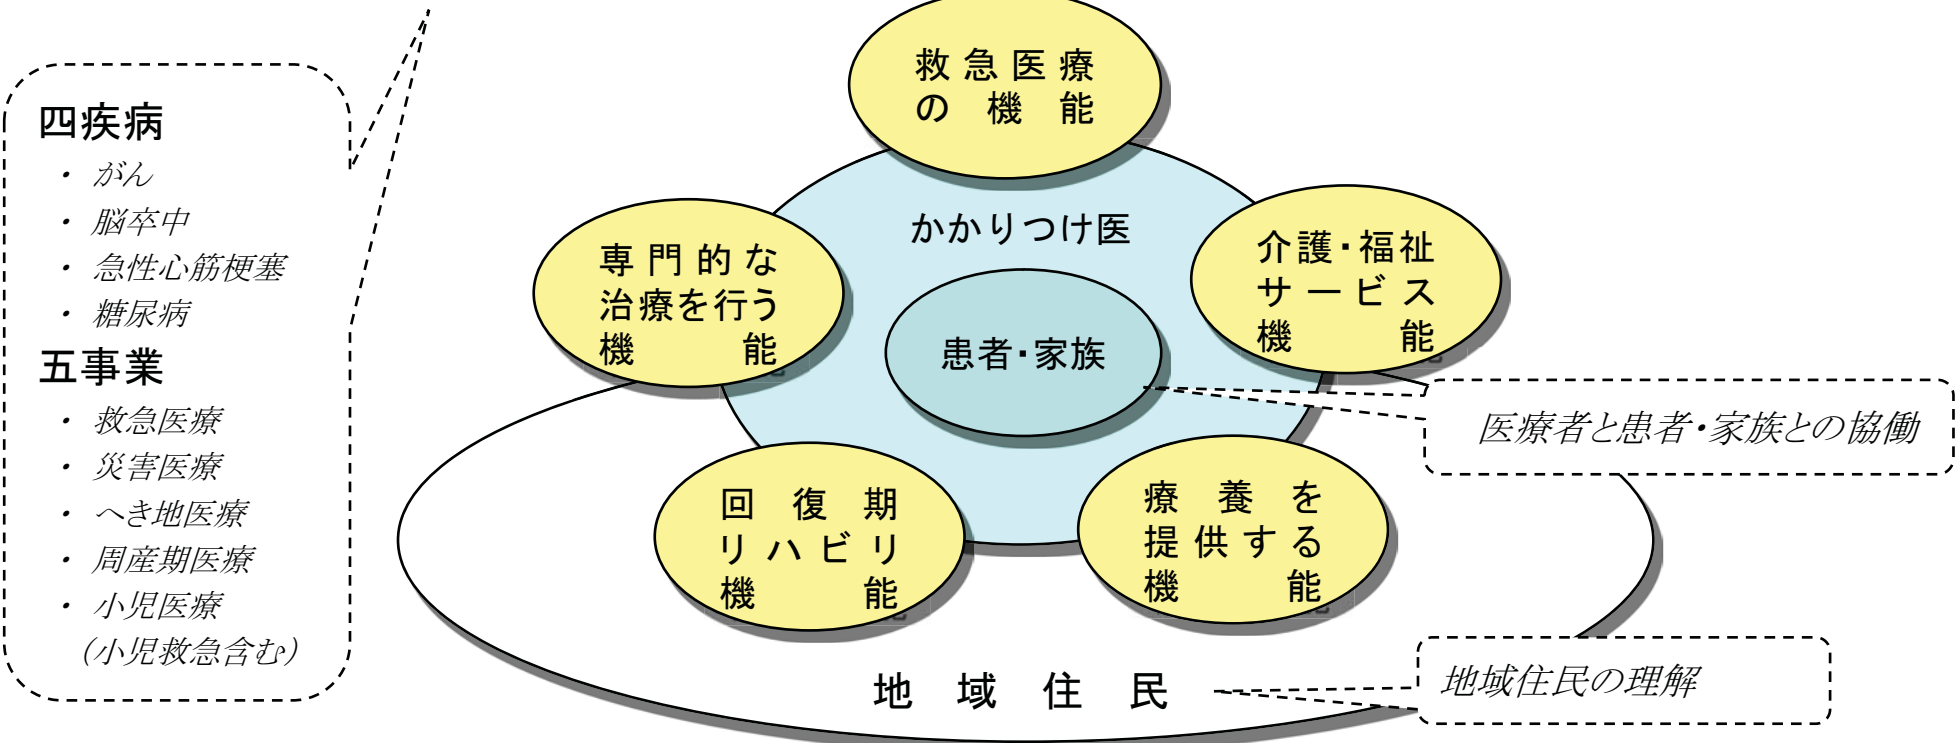 四疾病
・ がん
・ 脳卒中
・ 急性心筋梗塞
・ 糖尿病
五事業
・ 救急医療
・ 災害医療
・ へき地医療
・ 周産期医療
・ 小児医療
(小児救急含む)
救急医療
の機能
かかりつけ医
専門的な
治療を行う
機能
介護・福祉
サービス
機能
患者・家族
医療者と患者・家族との協働
回復期
リハビリ
機能
療養を
提供する
機能
地域住民
地域住民の理解